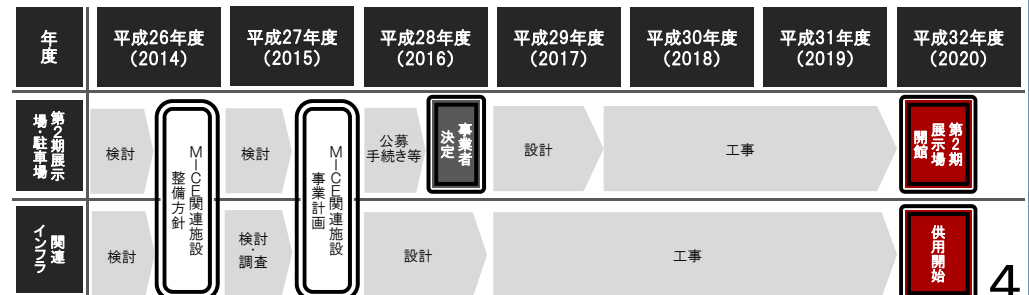 年度
平成26年度
（2014）
平成27年度
（2015）
平成28年度
（2016）
平成29年度
（2017）
平成30年度
（2018）
平成31年度
（2019）
平成32年度
（2020）
第2期展示
場・駐車場
検討
ＭＩＣＥ関連施設
整備方針
検討
ＭＩＣＥ関連施設
事業計画
公募
手続き等
事業者
決定
設計
工事
第2期
展示場
開館
関連
インフラ
検討
検討
・
調査
設計
工事
供用開始
4